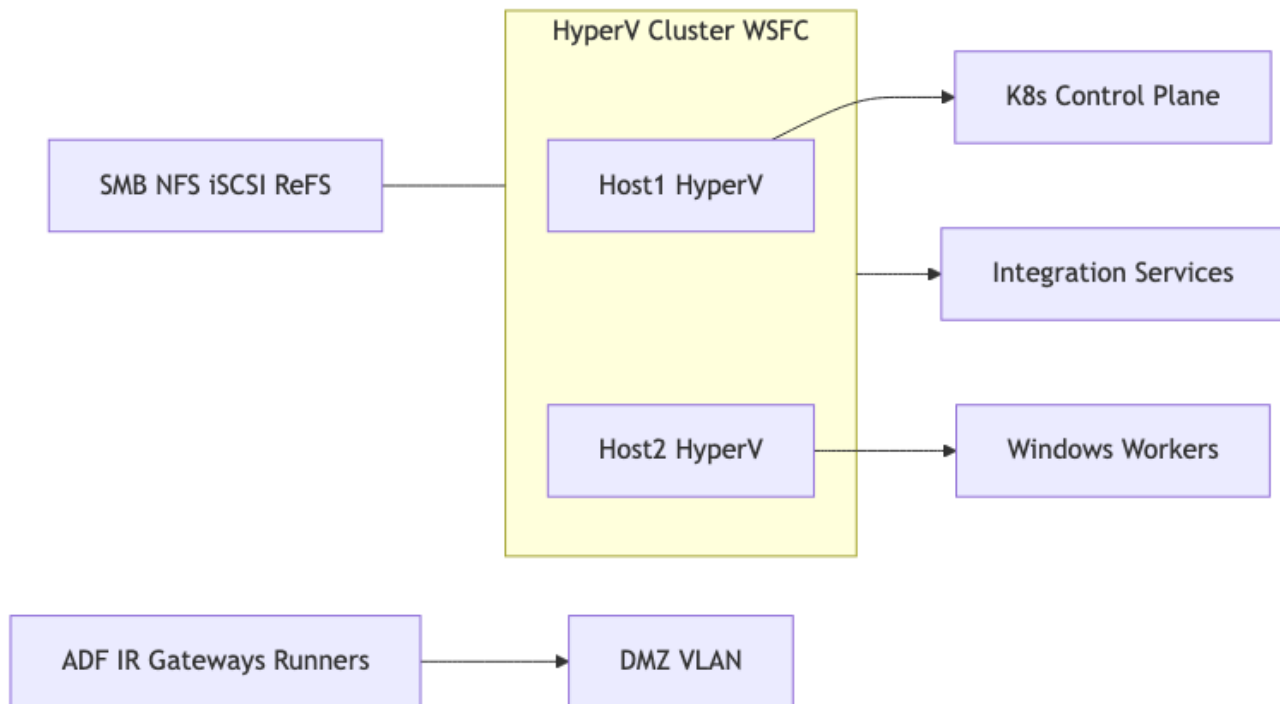 HyperV Cluster WSFC
K8s Control Plane
SMB NFS iSCSI ReFS
Host1 HyperV
Integration Services
Host2 HyperV
Windows Workers
ADF IR Gateways Runners
DMZ VLAN